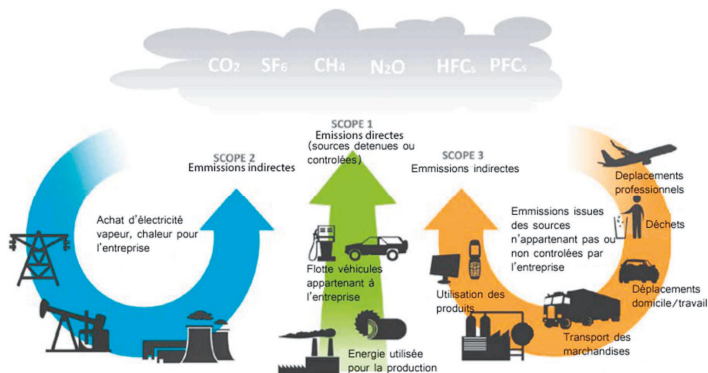 CO₂ SF₆ CH₄ N₂O HFCs PFCs
SCOPE 1
Emissions directes
(sources detenues ou
controlées)
SCOPE 2
Emmissions indirectes
SCOPE 3
Emmissions indirectes
Achat d'électricité
vapeur, chaleur pour
l'entreprise
Flotte véhicules
appartenant á
l'entreprise
Energie utilisée
pour la production
Emmissions issues
des sources
n'appartenant pas ou
non controlées par
l'entreprise
Deplacements
professionnels
Déchets
Déplacements
domicile/travail
Transport des
marchandises
Utilisation des
produits